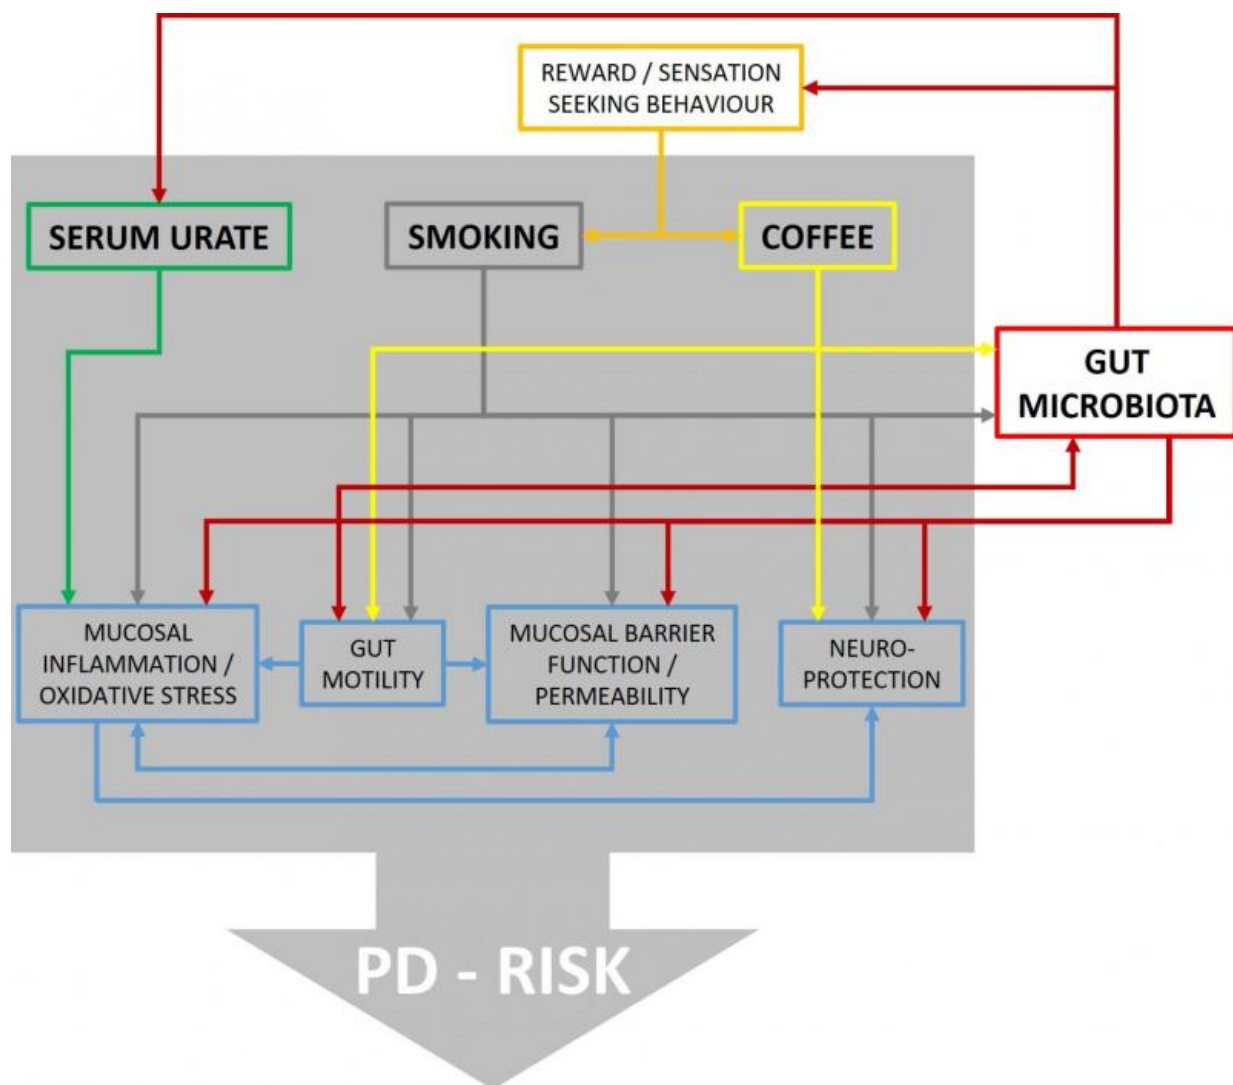 REWARD / SENSATION
SEEKING BEHAVIOUR
SERUM URATE
SMOKING
COFFEE
GUT
MICROBIOTA
MUCOSAL
INFLAMMATION /
OXIDATIVE STRESS
GUT
MOTILITY
MUCOSAL BARRIER
FUNCTION /
PERMEABILITY
NEURO-
PROTECTION
PD - RISK